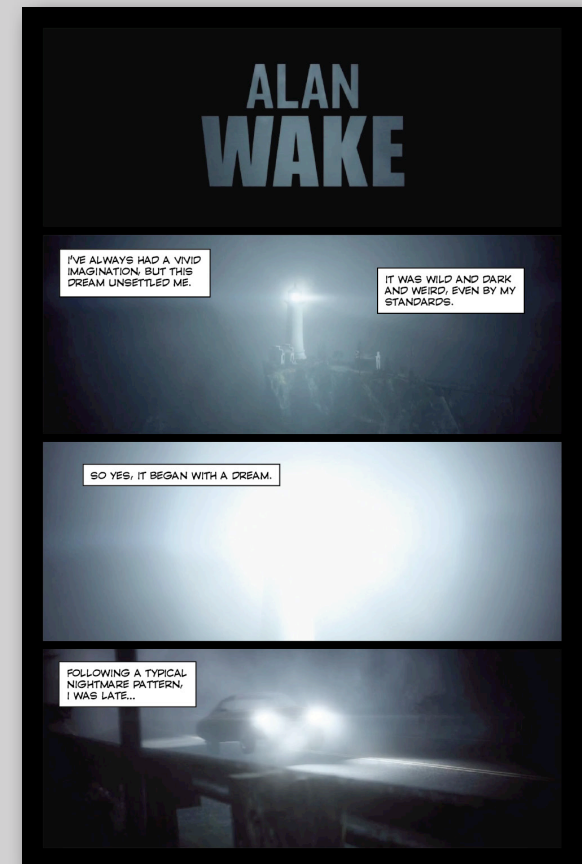 ALAN
WAKE
I'VE ALWAYS HAD A VIVID
IMAGINATION, BUT THIS
DREAM UNSETTLED ME.
IT WAS WILD AND DARK
AND WEIRD, EVEN BY MY
STANDARDS.
SO YES, IT BEGAN WITH A DREAM.
FOLLOWING A TYPICAL
NIGHTMARE PATTERN,
I WAS LATE...